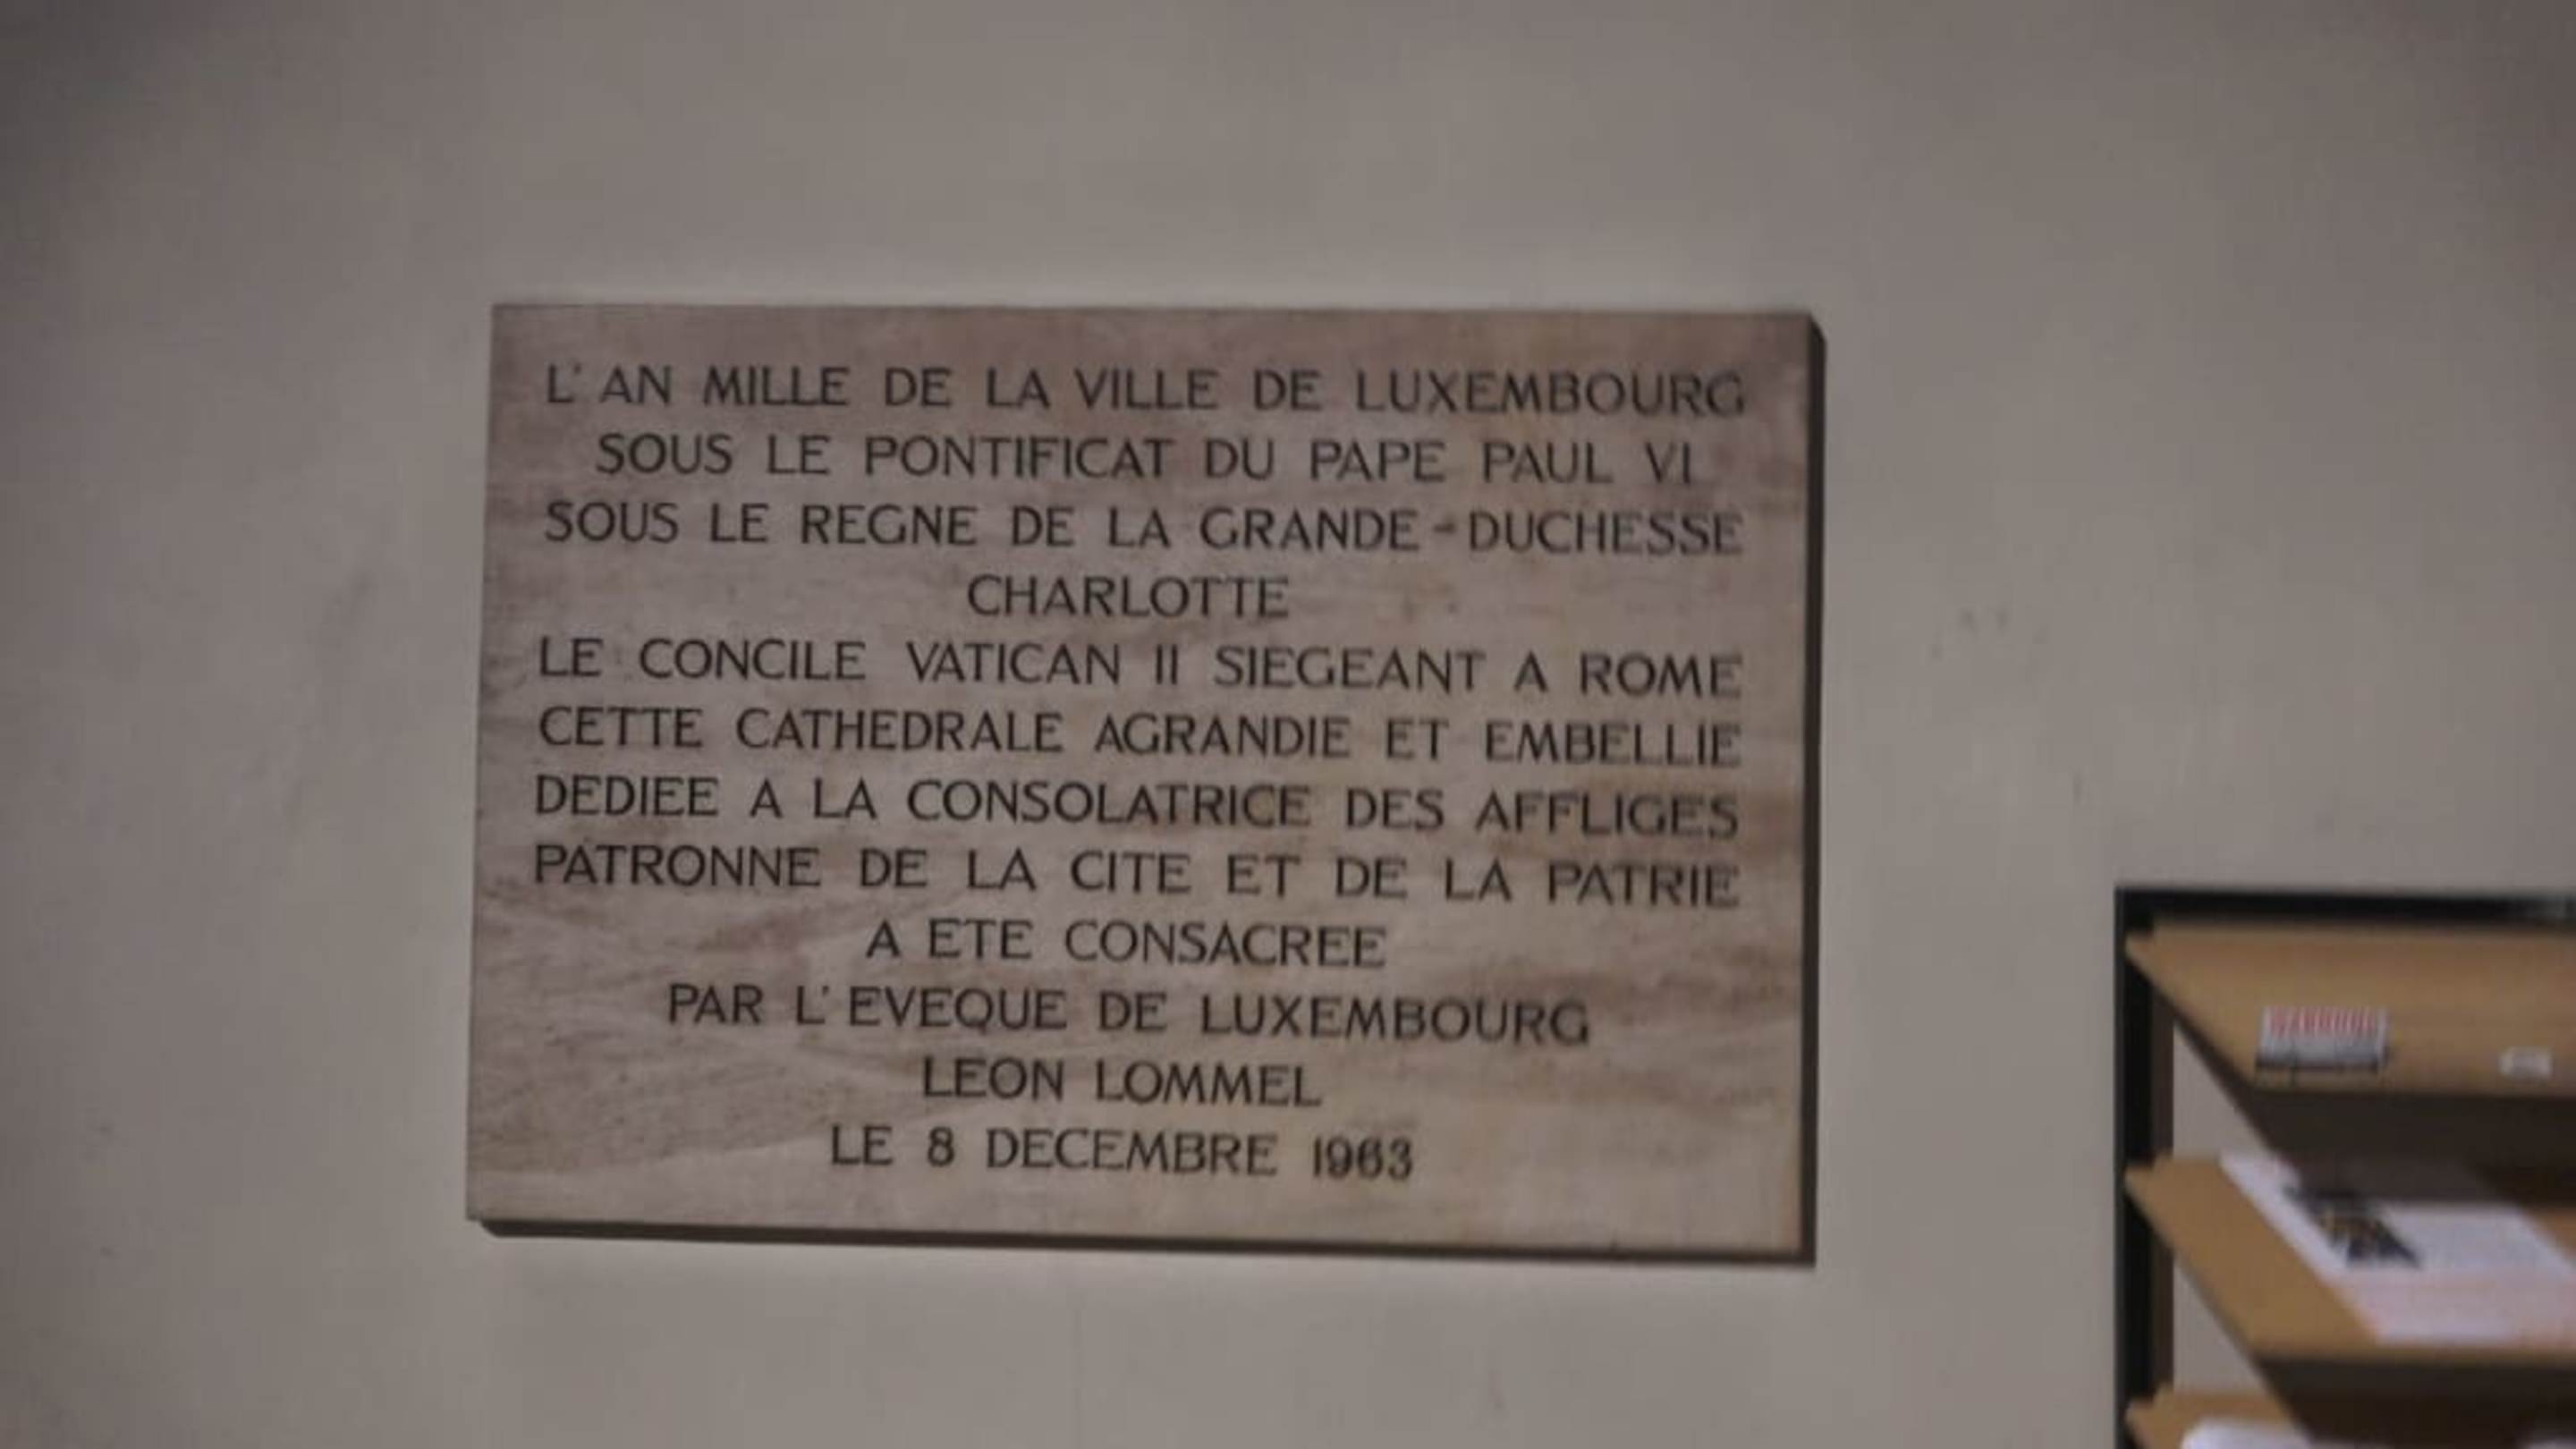 L'AN MILLE DE LA VILLE DE LUXEMBOURG
SOUS LE PONTIFICAT DU PAPE PAUL VI
SOUS LE REGNE DE LA GRANDE-DUCHESSE
CHARLOTTE
LE CONCILE VATICAN II SIEGEANT A ROME
CETTE CATHEDRALE AGRANDIE ET EMBELLIE
DEDIEE A LA CONSOLATRICE DES AFFLIGES
PATRONNE DE LA CITE ET DE LA PATRIE
A ETE CONSACREE
PAR L'EVEQUE DE LUXEMBOURG
LEON LOMMEL
LE 8 DECEMBRE 1963